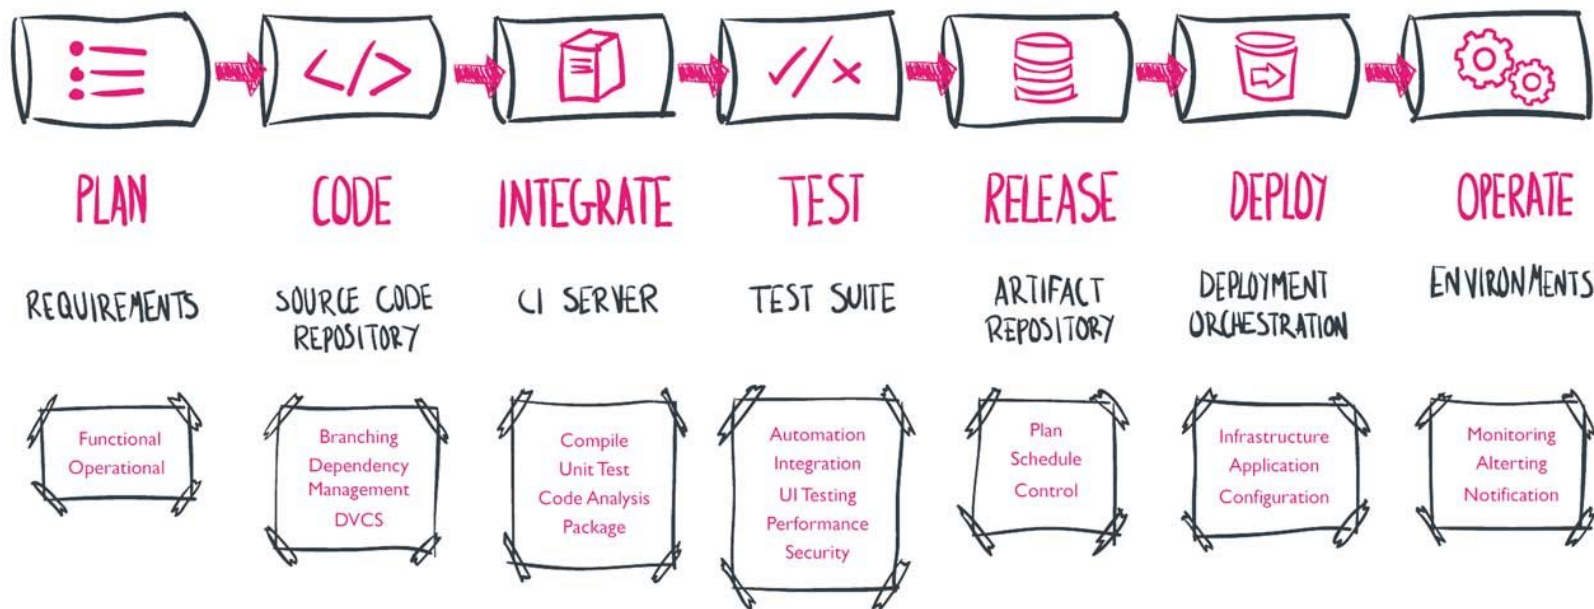 PLAN
CODE
INTEGRATE
TEST
RELEASE
DEPLOY
OPERATE
REQUIREMENTS
SOURCE CODE
REPOSITORY
CI SERVER
TEST SUITE
ARTIFACT
REPOSITORY
DEPLOYMENT
ORCHESTRATION
ENVIRONMENTS
Functional
Operational
Branching
Dependency
Management
DVCS
Compile
Unit Test
Code Analysis
Package
Automation
Integration
UI Testing
Performance
Security
Plan
Schedule
Control
Infrastructure
Application
Configuration
Monitoring
Alterting
Notification